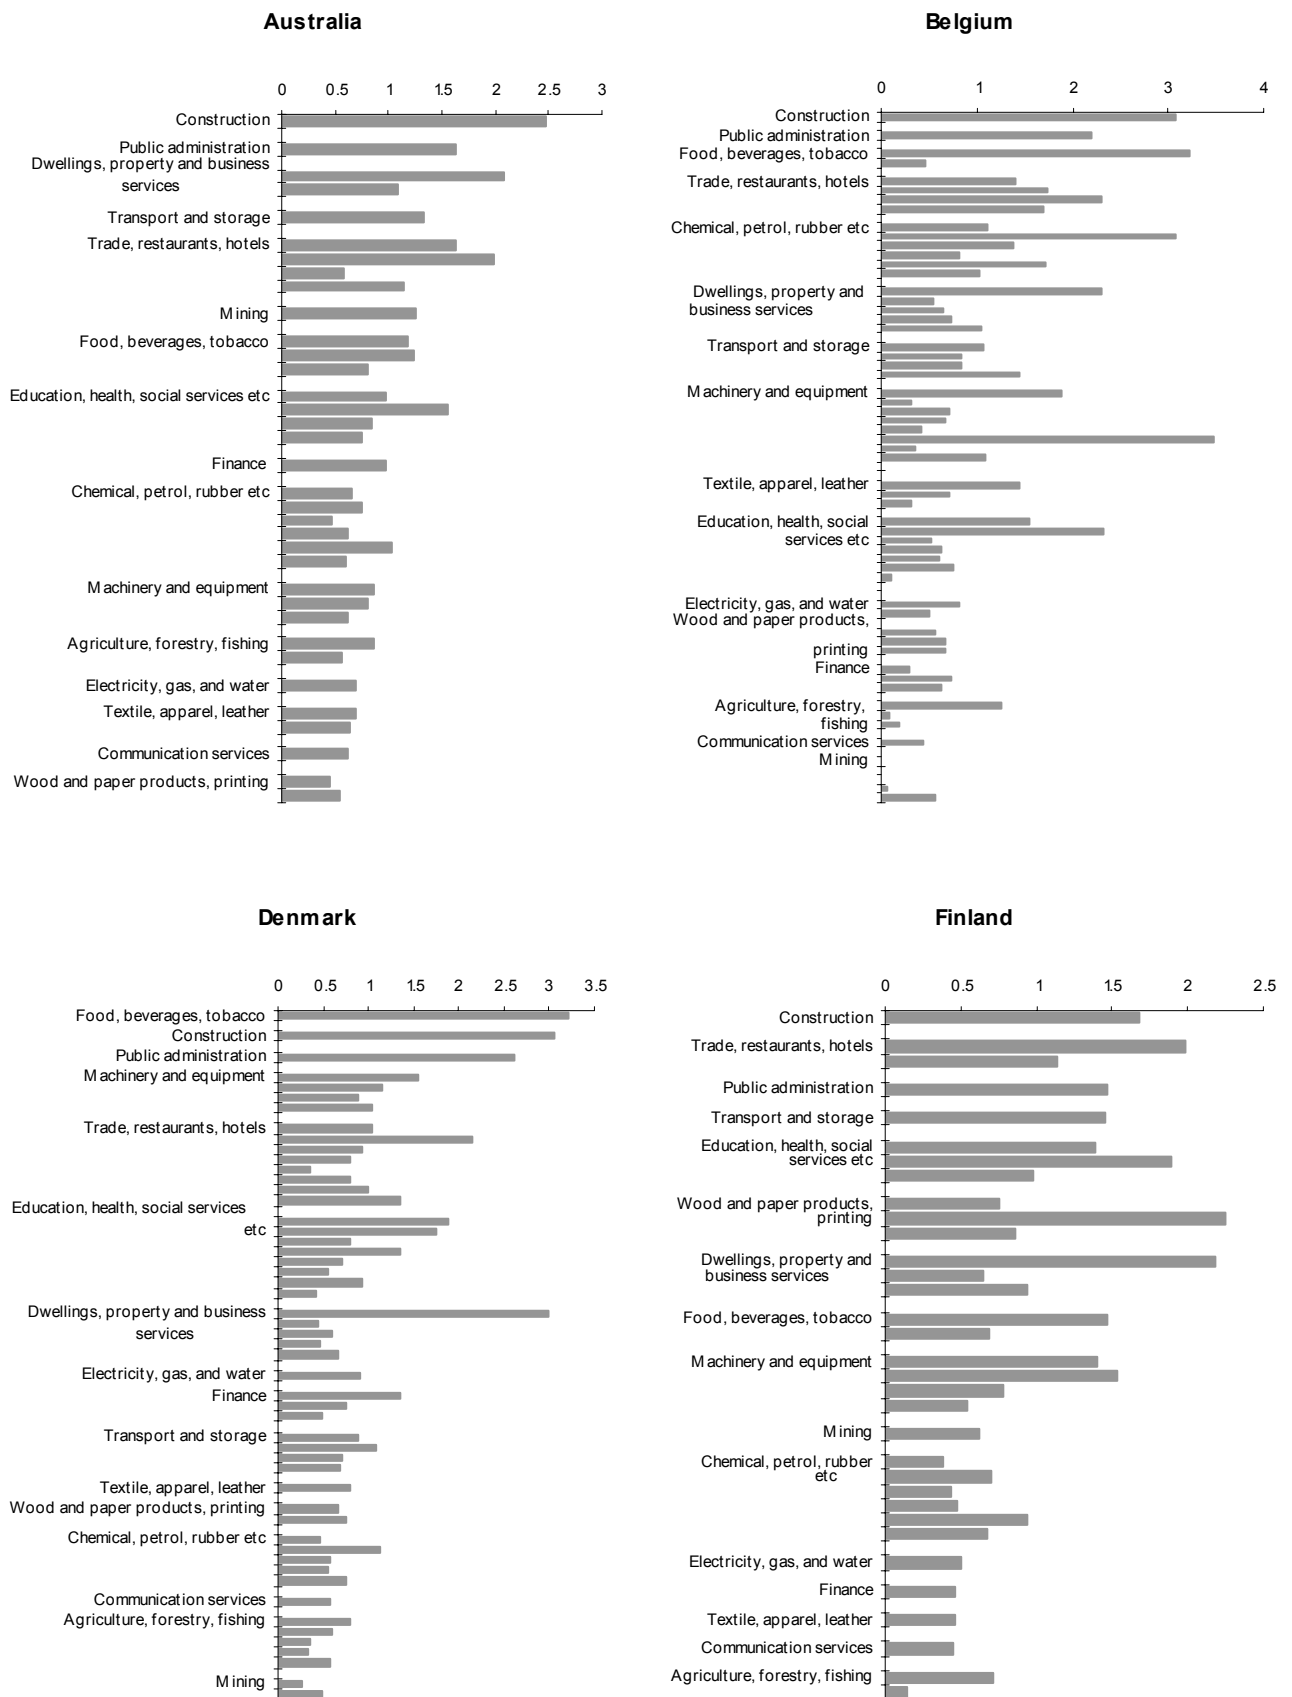 Australia
0 0.5 1 1.5 2 2.5 3
Construction
Public administration
Dwellings, property and business
services
Transport and storage
Trade, restaurants, hotels
Mining
Food, beverages, tobacco
Education, health, social services etc
Finance
Chemical, petrol, rubber etc
Machinery and equipment
Agriculture, forestry, fishing
Electricity, gas, and water
Textile, apparel, leather
Communication services
Wood and paper products, printing
Belgium
0 1 2 3 4
Construction
Public administration
Food, beverages, tobacco
Trade, restaurants, hotels
Chemical, petrol, rubber etc
Dwellings, property and
business services
Transport and storage
Machinery and equipment
Textile, apparel, leather
Education, health, social
services etc
Electricity, gas, and water
Wood and paper products,
printing
Finance
Agriculture, forestry,
fishing
Communication services
Mining
Denmark
0 0.5 1 1.5 2 2.5 3 3.5
Food, beverages, tobacco
Construction
Public administration
Machinery and equipment
Trade, restaurants, hotels
Education, health, social services
etc
Dwellings, property and business
services
Electricity, gas, and water
Finance
Transport and storage
Textile, apparel, leather
Wood and paper products, printing
Chemical, petrol, rubber etc
Communication services
Agriculture, forestry, fishing
Mining
Finland
0 0.5 1 1.5 2 2.5
Construction
Trade, restaurants, hotels
Public administration
Transport and storage
Education, health, social
services etc
Wood and paper products,
printing
Dwellings, property and
business services
Food, beverages, tobacco
Machinery and equipment
Mining
Chemical, petrol, rubber
etc
Electricity, gas, and water
Finance
Textile, apparel, leather
Communication services
Agriculture, forestry, fishing